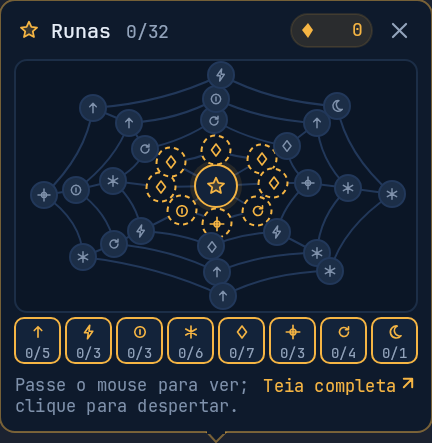 Runas 0/32 0
0/5 0/3 0/3 0/6 0/7 0/3 0/4 0/1
Passe o mouse para ver; Teia completa
clique para despertar.